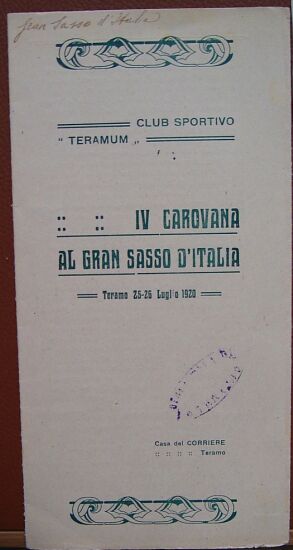 Gran Sasso d'Italia
CLUB SPORTIVO
" TERAMUM „
:: :: IV CAROVANA
AL GRAN SASSO D'ITALIA
Teramo 25-26 Luglio 1920
Casa del CORRIERE
:: :: :: :: Teramo